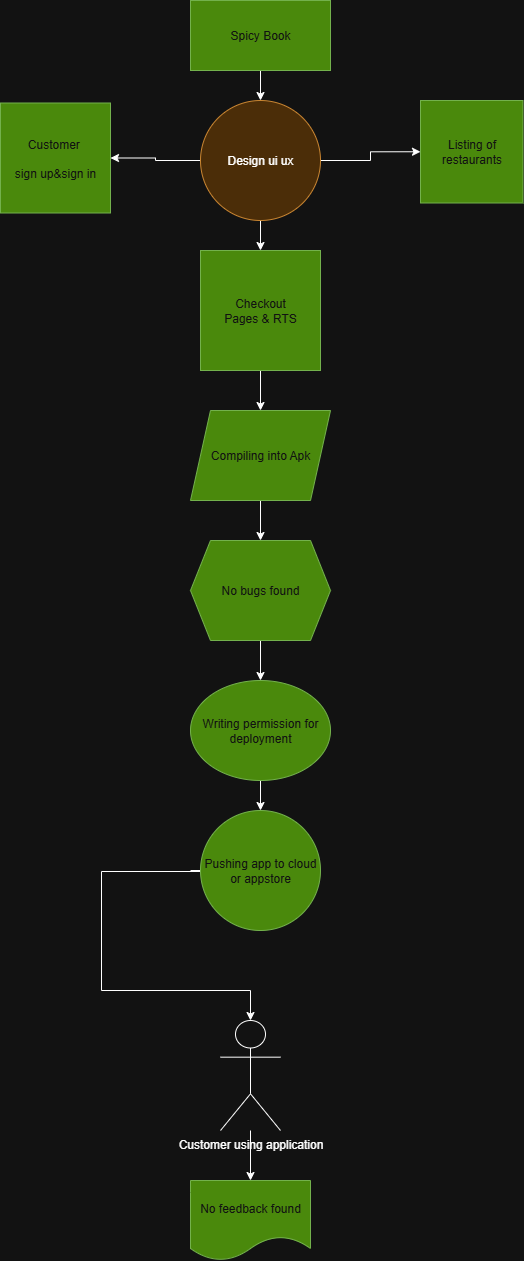 Spicy Book
Customer
sign up&sign in
Design ui ux
Listing of
restaurants
Checkout
Pages & RTS
Compiling into Apk
No bugs found
Writing permission for
deployment
Pushing app to cloud
or appstore
Customer using application
No feedback found